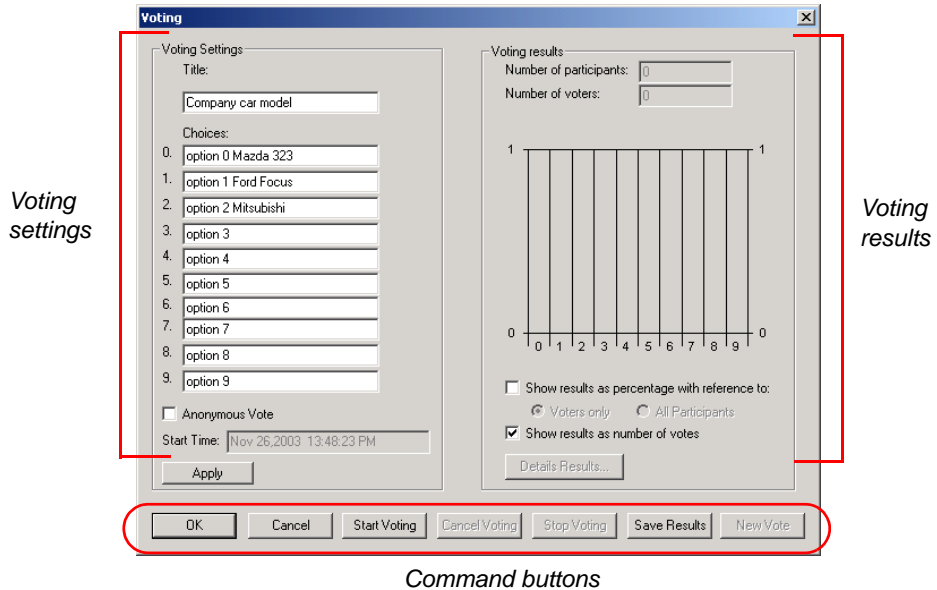 Voting
Voting Settings
Title:
Company car model
Choices:
0. option 0 Mazda 323
1. option 1 Ford Focus
2. option 2 Mitsubishi
3. option 3
4. option 4
5. option 5
6. option 6
7. option 7
8. option 8
9. option 9
Anonymous Vote
Start Time: Nov 26,2003 13:48:23 PM
Apply
Voting results
Number of participants: 0
Number of voters: 0
1 1
0 0
0 1 2 3 4 5 6 7 8 9
Show results as percentage with reference to:
Voters only All Participants
Show results as number of votes
Details Results...
OK Cancel Start Voting Cancel Voting Stop Voting Save Results New Vote
Voting
settings
Voting
results
Command buttons